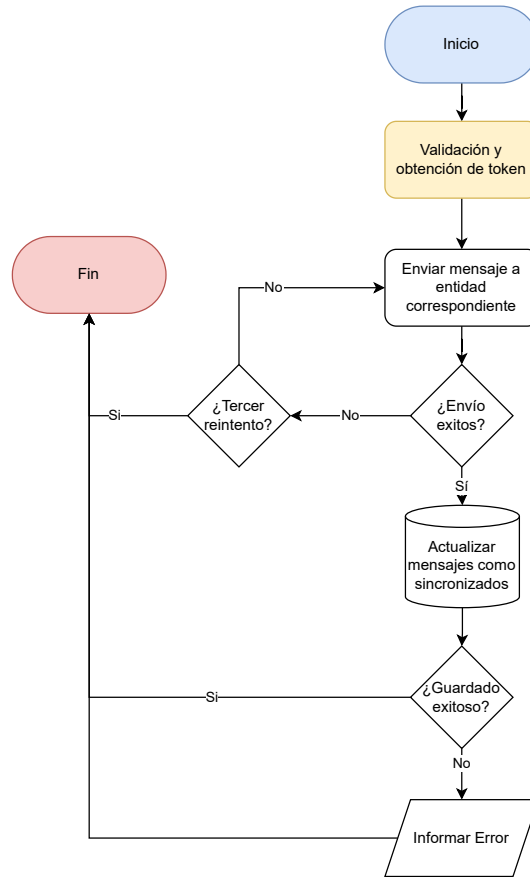 Inicio
Validación y
obtención de token
Fin
Enviar mensaje a
entidad
correspondiente
No
¿Tercer
reintento?
Si
No
¿Envío
exitos?
Sí
Actualizar
mensajes como
sincronizados
¿Guardado
exitoso?
Si
No
Informar Error